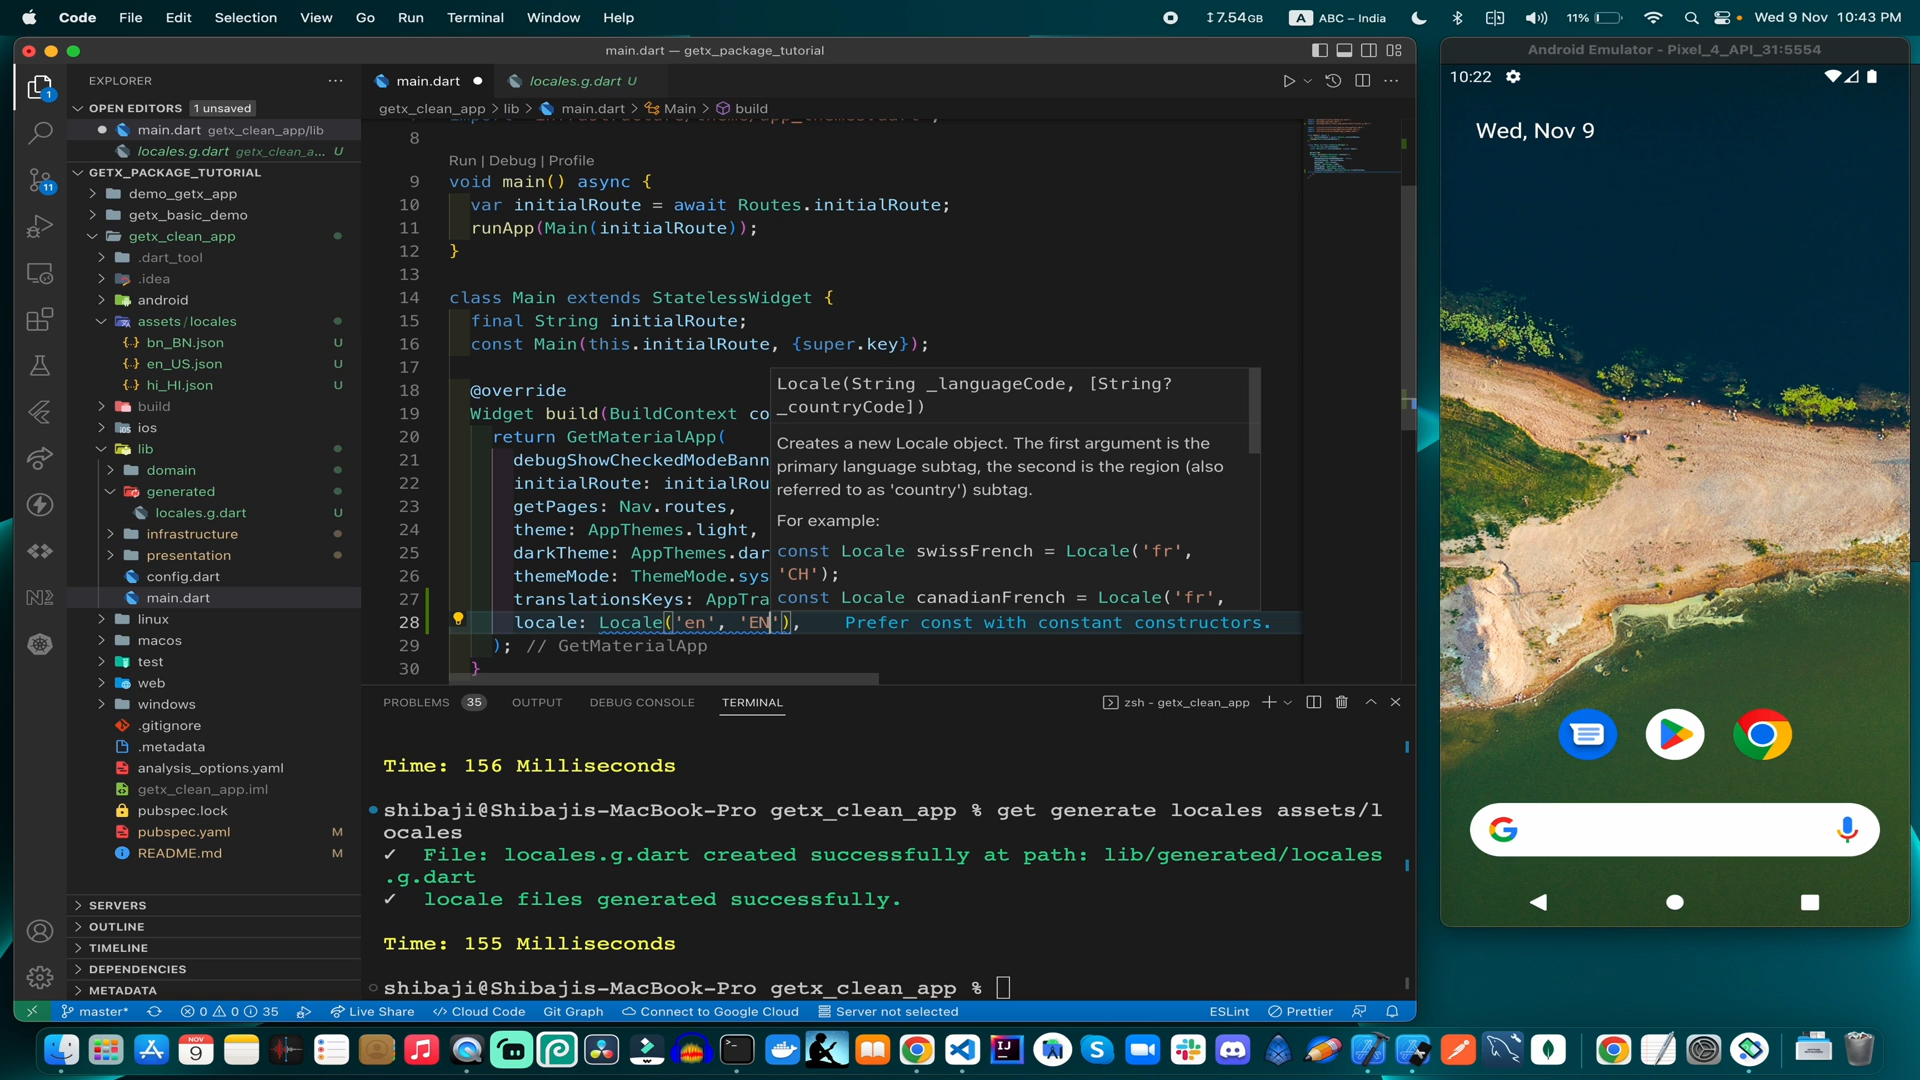 Code File Edit Selection View Go Run Terminal Window Help
7.54GB A ABC – India 11% Wed 9 Nov 10:43 PM
main.dart — getx_package_tutorial
EXPLORER
OPEN EDITORS 1 unsaved
main.dart getx_clean_app/lib
locales.g.dart getx_clean_a... U
GETX_PACKAGE_TUTORIAL
demo_getx_app
getx_basic_demo
getx_clean_app
.dart_tool
.idea
android
assets/locales
bn_BN.json U
en_US.json U
hi_HI.json U
build
ios
lib
domain
generated
locales.g.dart U
infrastructure
presentation
config.dart
main.dart
linux
macos
test
web
windows
.gitignore
.metadata
analysis_options.yaml
getx_clean_app.iml
pubspec.lock
pubspec.yaml M
README.md M
SERVERS
OUTLINE
TIMELINE
DEPENDENCIES
METADATA
1
11
main.dart
locales.g.dart U
getx_clean_app > lib > main.dart > Main > build
8
Run | Debug | Profile
9 void main() async {
10 var initialRoute = await Routes.initialRoute;
11 runApp(Main(initialRoute));
12 }
13
14 class Main extends StatelessWidget {
15 final String initialRoute;
16 const Main(this.initialRoute, {super.key});
17
18 @override
19 Widget build(BuildContext co
20 return GetMaterialApp(
21 debugShowCheckedModeBann
22 initialRoute: initialRou
23 getPages: Nav.routes,
24 theme: AppThemes.light,
25 darkTheme: AppThemes.dar
26 themeMode: ThemeMode.sys
27 translationsKeys: AppTra
28 locale: Locale('en', 'EN'), Prefer const with constant constructors.
29 ); // GetMaterialApp
30 }
Locale(String _languageCode, [String?
_countryCode])
Creates a new Locale object. The first argument is the
primary language subtag, the second is the region (also
referred to as 'country') subtag.
For example:
const Locale swissFrench = Locale('fr',
'CH');
const Locale canadianFrench = Locale('fr',
PROBLEMS 35 OUTPUT DEBUG CONSOLE TERMINAL
zsh - getx_clean_app
Time: 156 Milliseconds
shibaji@Shibajis-MacBook-Pro getx_clean_app % get generate locales assets/l
ocales
✓ File: locales.g.dart created successfully at path: lib/generated/locales
.g.dart
✓ locale files generated successfully.
Time: 155 Milliseconds
shibaji@Shibajis-MacBook-Pro getx_clean_app %
master* 0 0 35 Live Share Cloud Code Git Graph Connect to Google Cloud Server not selected ESLint Prettier
Android Emulator - Pixel_4_API_31:5554
10:22
Wed, Nov 9
NOV
9